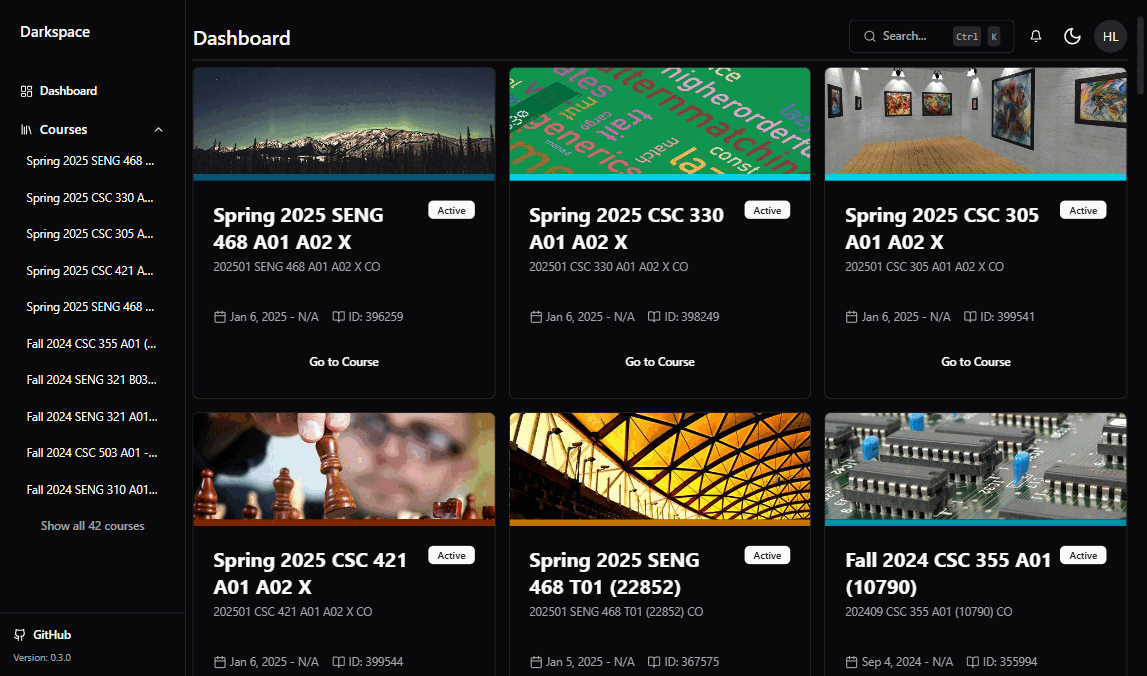 Darkspace
Dashboard
Courses
Spring 2025 SENG 468 ...
Spring 2025 CSC 330 A...
Spring 2025 CSC 305 A...
Spring 2025 CSC 421 A...
Spring 2025 SENG 468 ...
Fall 2024 CSC 355 A01 (...
Fall 2024 SENG 321 B03...
Fall 2024 SENG 321 A01...
Fall 2024 CSC 503 A01 -...
Fall 2024 SENG 310 A01...
Show all 42 courses
GitHub
Version: 0.3.0
Dashboard
Search... Ctrl K
HL
Spring 2025 SENG
468 A01 A02 X
Active
202501 SENG 468 A01 A02 X CO
Jan 6, 2025 - N/A ID: 396259
Go to Course
higherorderf
patternmatching
generics
trait
mut
cargo
match
const
monad
Spring 2025 CSC 330
A01 A02 X
Active
202501 CSC 330 A01 A02 X CO
Jan 6, 2025 - N/A ID: 398249
Go to Course
Spring 2025 CSC 305
A01 A02 X
Active
202501 CSC 305 A01 A02 X CO
Jan 6, 2025 - N/A ID: 399541
Go to Course
Spring 2025 CSC 421
A01 A02 X
Active
202501 CSC 421 A01 A02 X CO
Jan 6, 2025 - N/A ID: 399544
Spring 2025 SENG
468 T01 (22852)
Active
202501 SENG 468 T01 (22852) CO
Jan 5, 2025 - N/A ID: 367575
Fall 2024 CSC 355 A01
(10790)
Active
202409 CSC 355 A01 (10790) CO
Sep 4, 2024 - N/A ID: 355994